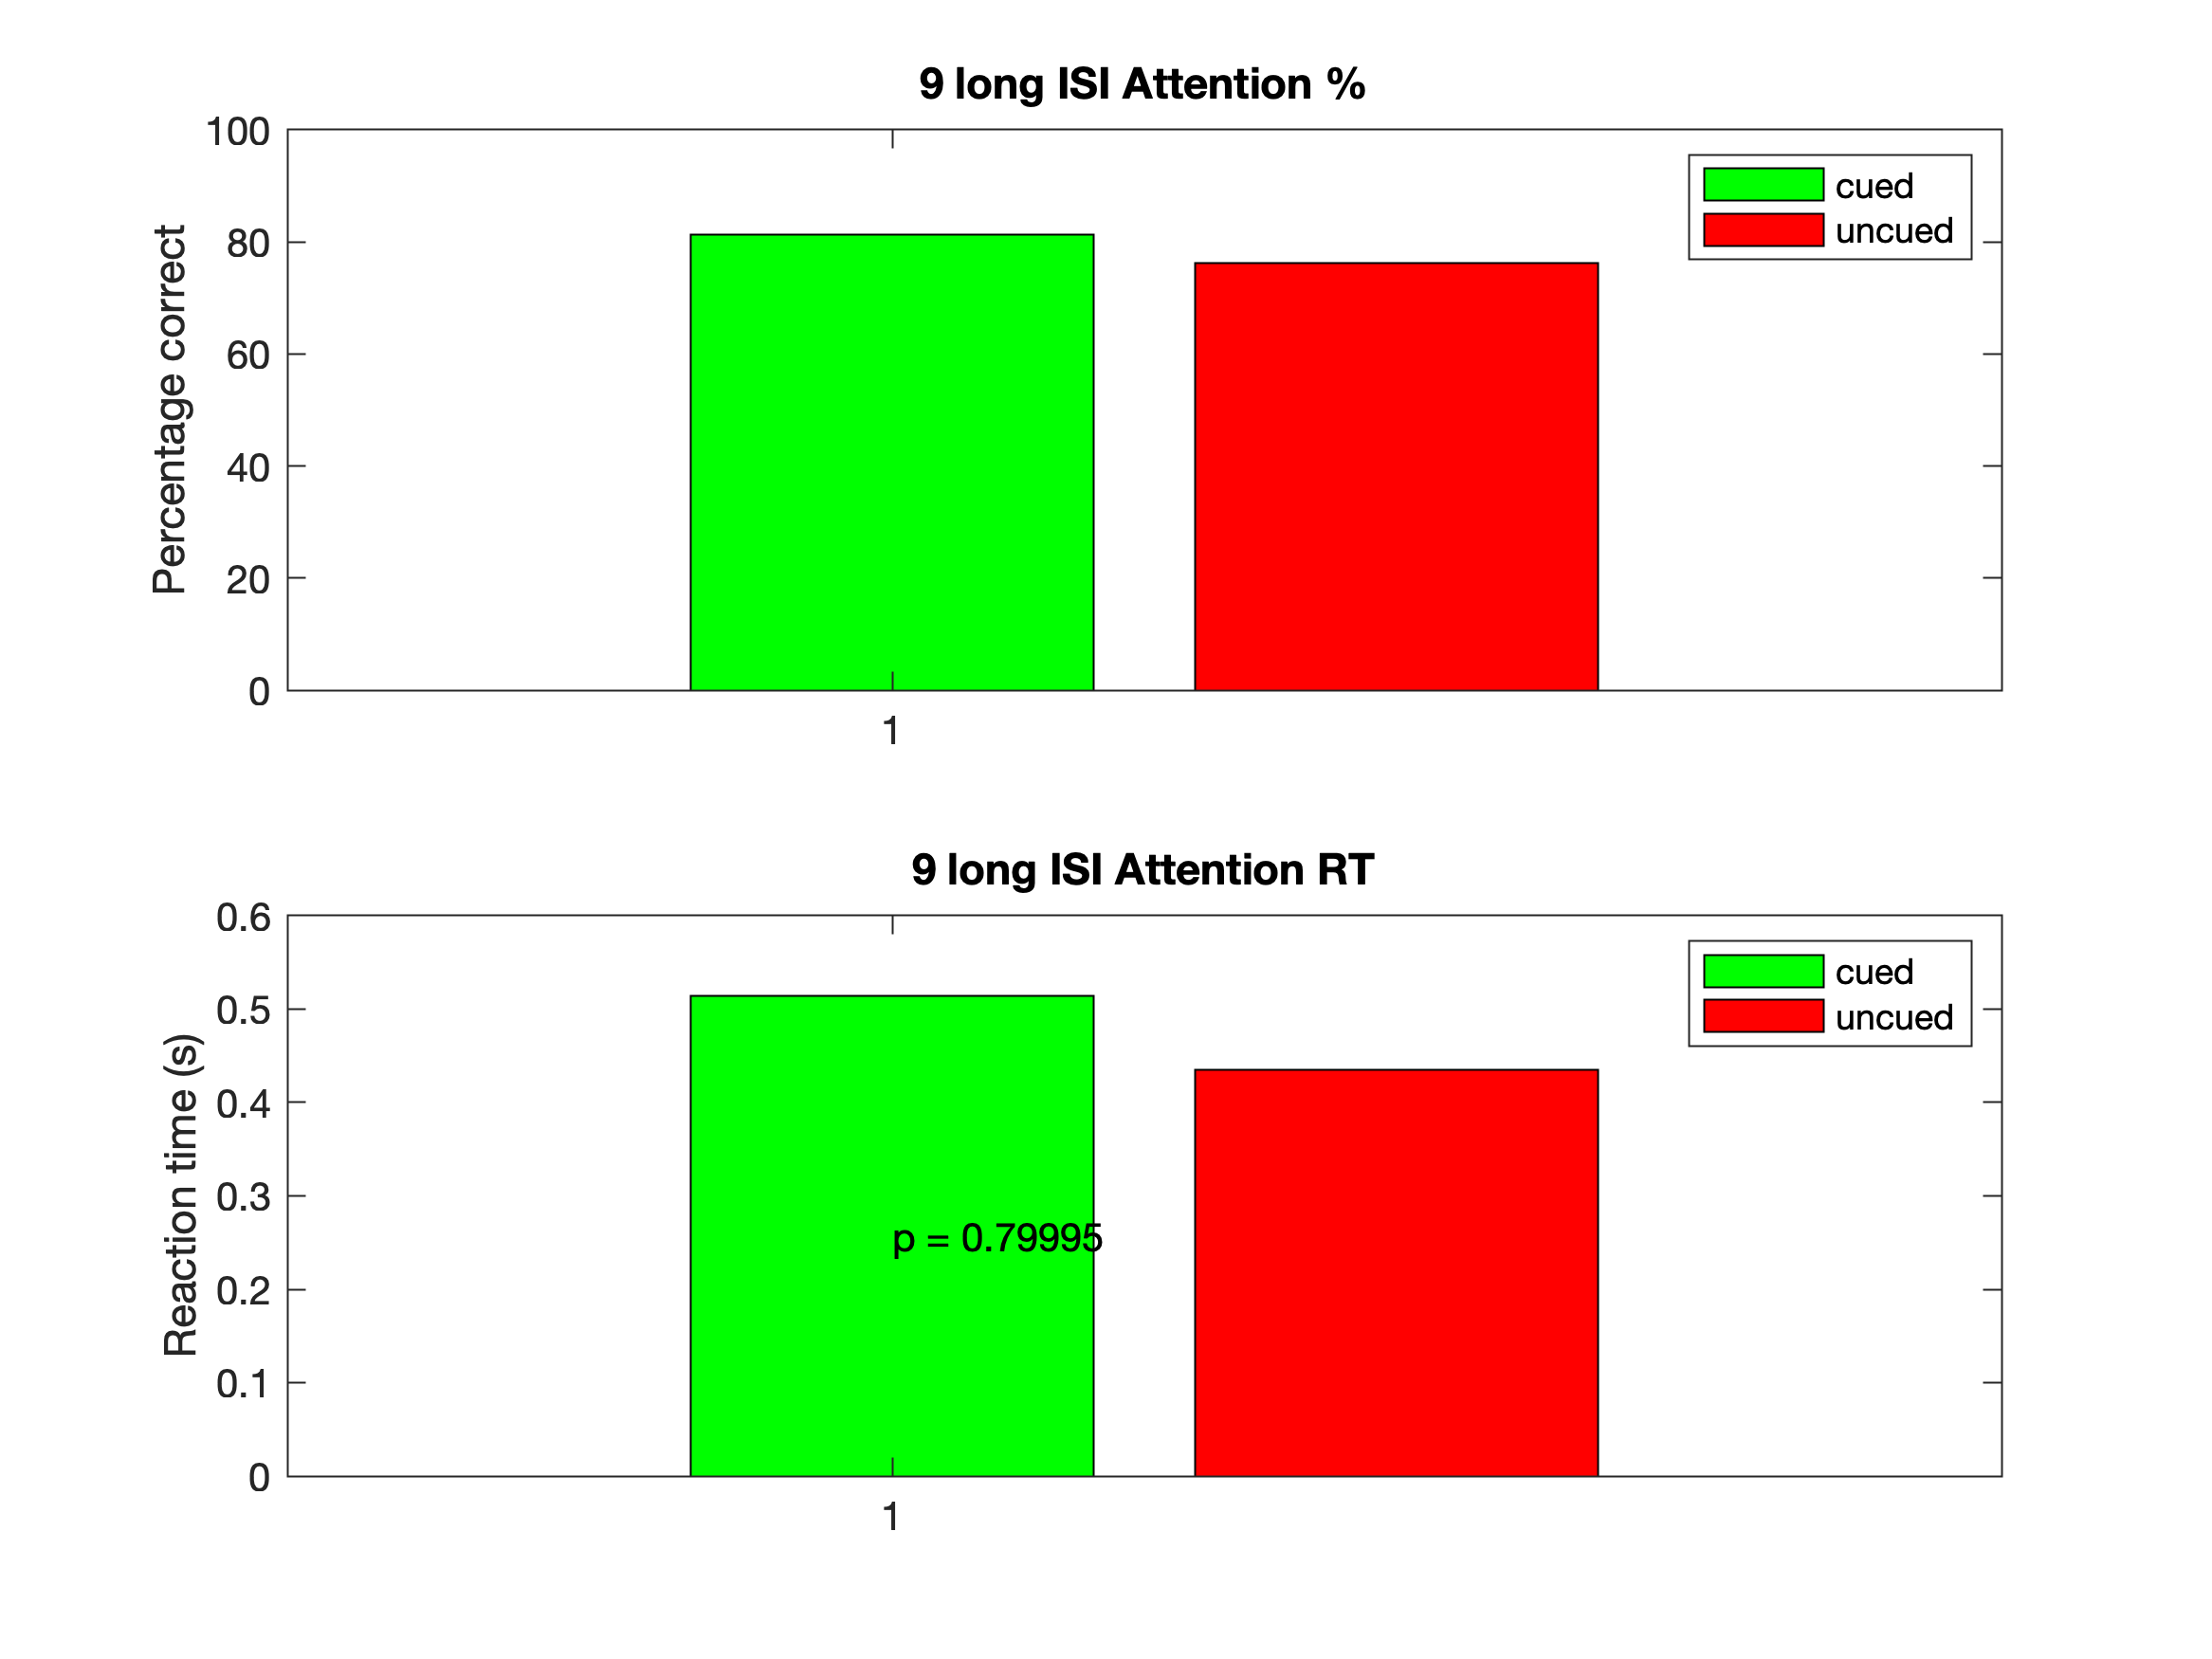 9 long ISI Attention %
100
80
60
40
20
0
Percentage correct
cued
uncued
1
9 long ISI Attention RT
0.6
0.5
0.4
0.3
0.2
0.1
0
Reaction time (s)
cued
uncued
p = 0.79995
1